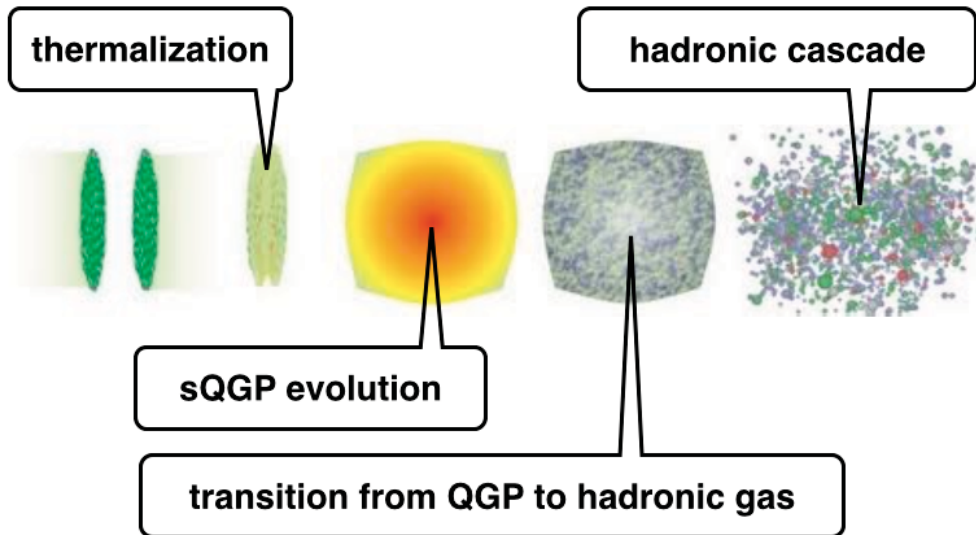 thermalization
hadronic cascade
sQGP evolution
transition from QGP to hadronic gas